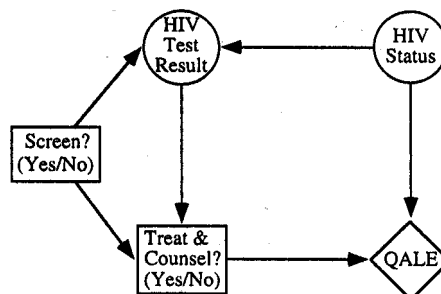 HIV
Test
Result
HIV
Status
Screen?
(Yes/No)
Treat &
Counsel?
(Yes/No)
QALE